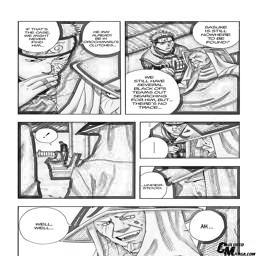 IF THAT'S
THE CASE,
WE MIGHT
NEVER
FIND
HIM...
HE MAY
ALREADY BE
IN
OROCHIMARU'S
CLUTCHES...
SASUKE
IS STILL
NOWHERE
TO BE
FOUND!
WE
STILL HAVE
SEVERAL
BLACK OPS
TEAMS OUT
SEARCHING
FOR HIM, BUT...
THERE'S NO
TRACE...
...UNDER-
STOOD.
WELL...
WELL...